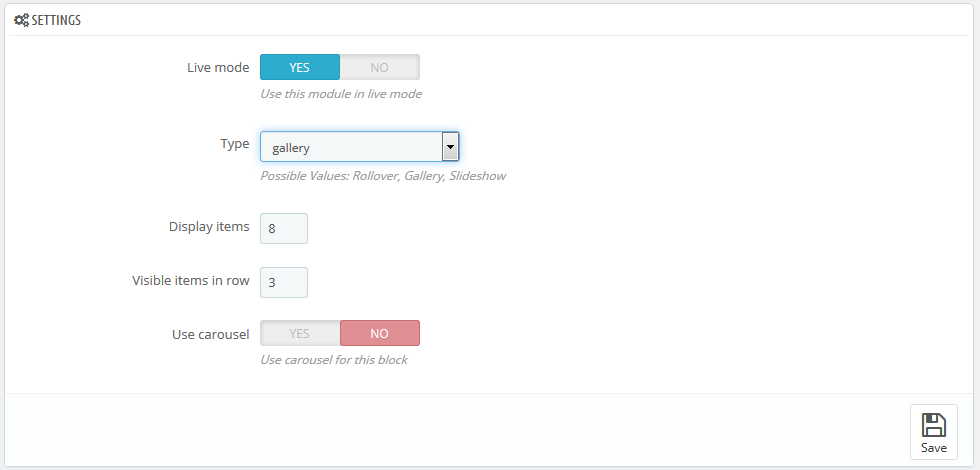 SETTINGS
Live mode YES NO
Use this module in live mode
Type gallery
Possible Values: Rollover, Gallery, Slideshow
Display items 8
Visible items in row 3
Use carousel YES NO
Use carousel for this block
Save